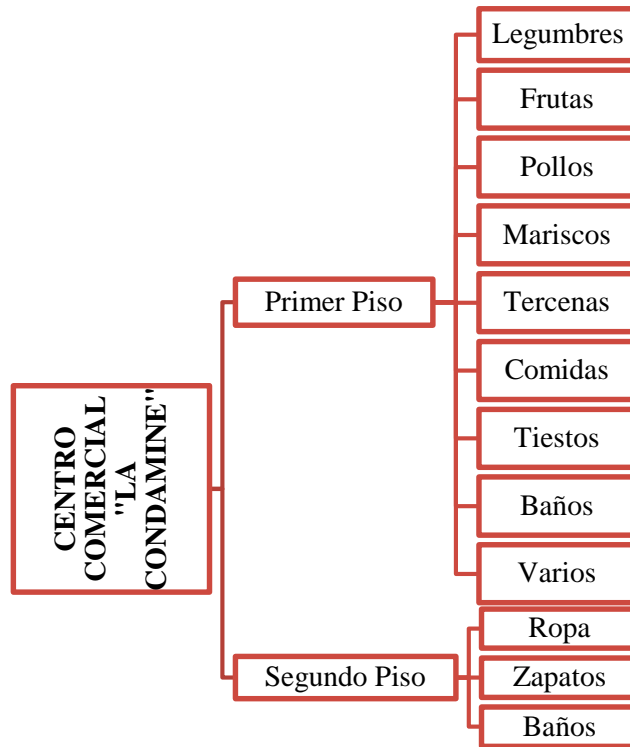 CENTRO
COMERCIAL
"LA
CONDAMINE"
Primer Piso
Legumbres
Frutas
Pollos
Mariscos
Tercenas
Comidas
Tiestos
Baños
Varios
Segundo Piso
Ropa
Zapatos
Baños